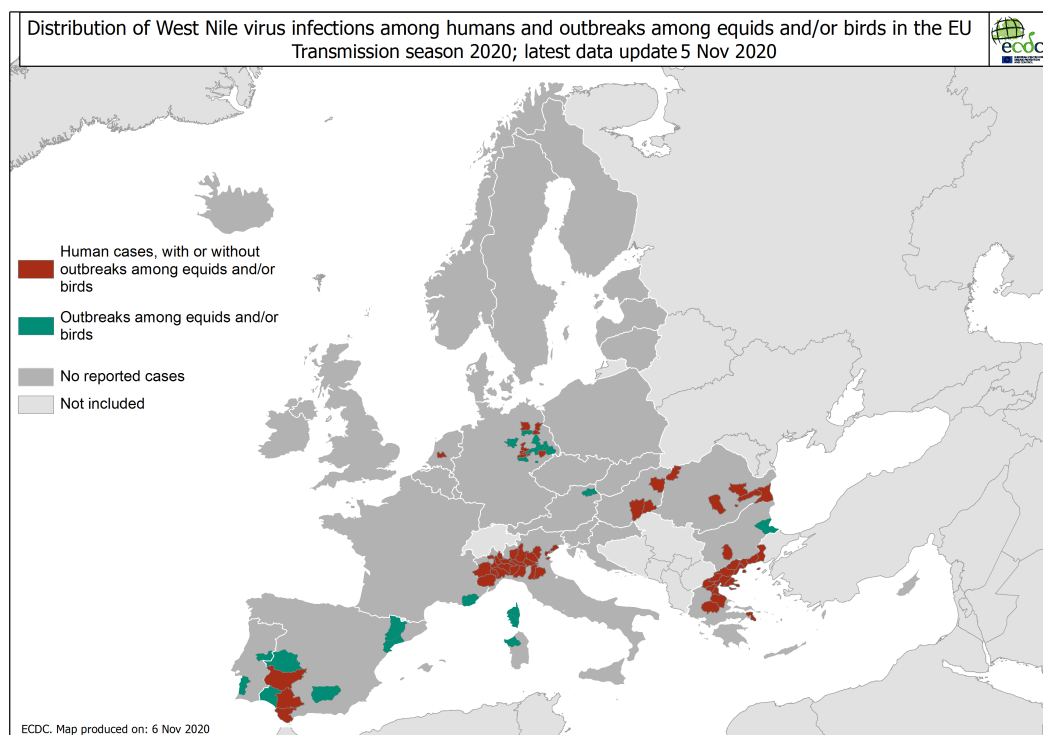 Distribution of West Nile virus infections among humans and outbreaks among equids and/or birds in the EU
Transmission season 2020; latest data update 5 Nov 2020
ecdc
Human cases, with or without
outbreaks among equids and/or
birds
Outbreaks among equids and/or
birds
No reported cases
Not included
ECDC. Map produced on: 6 Nov 2020